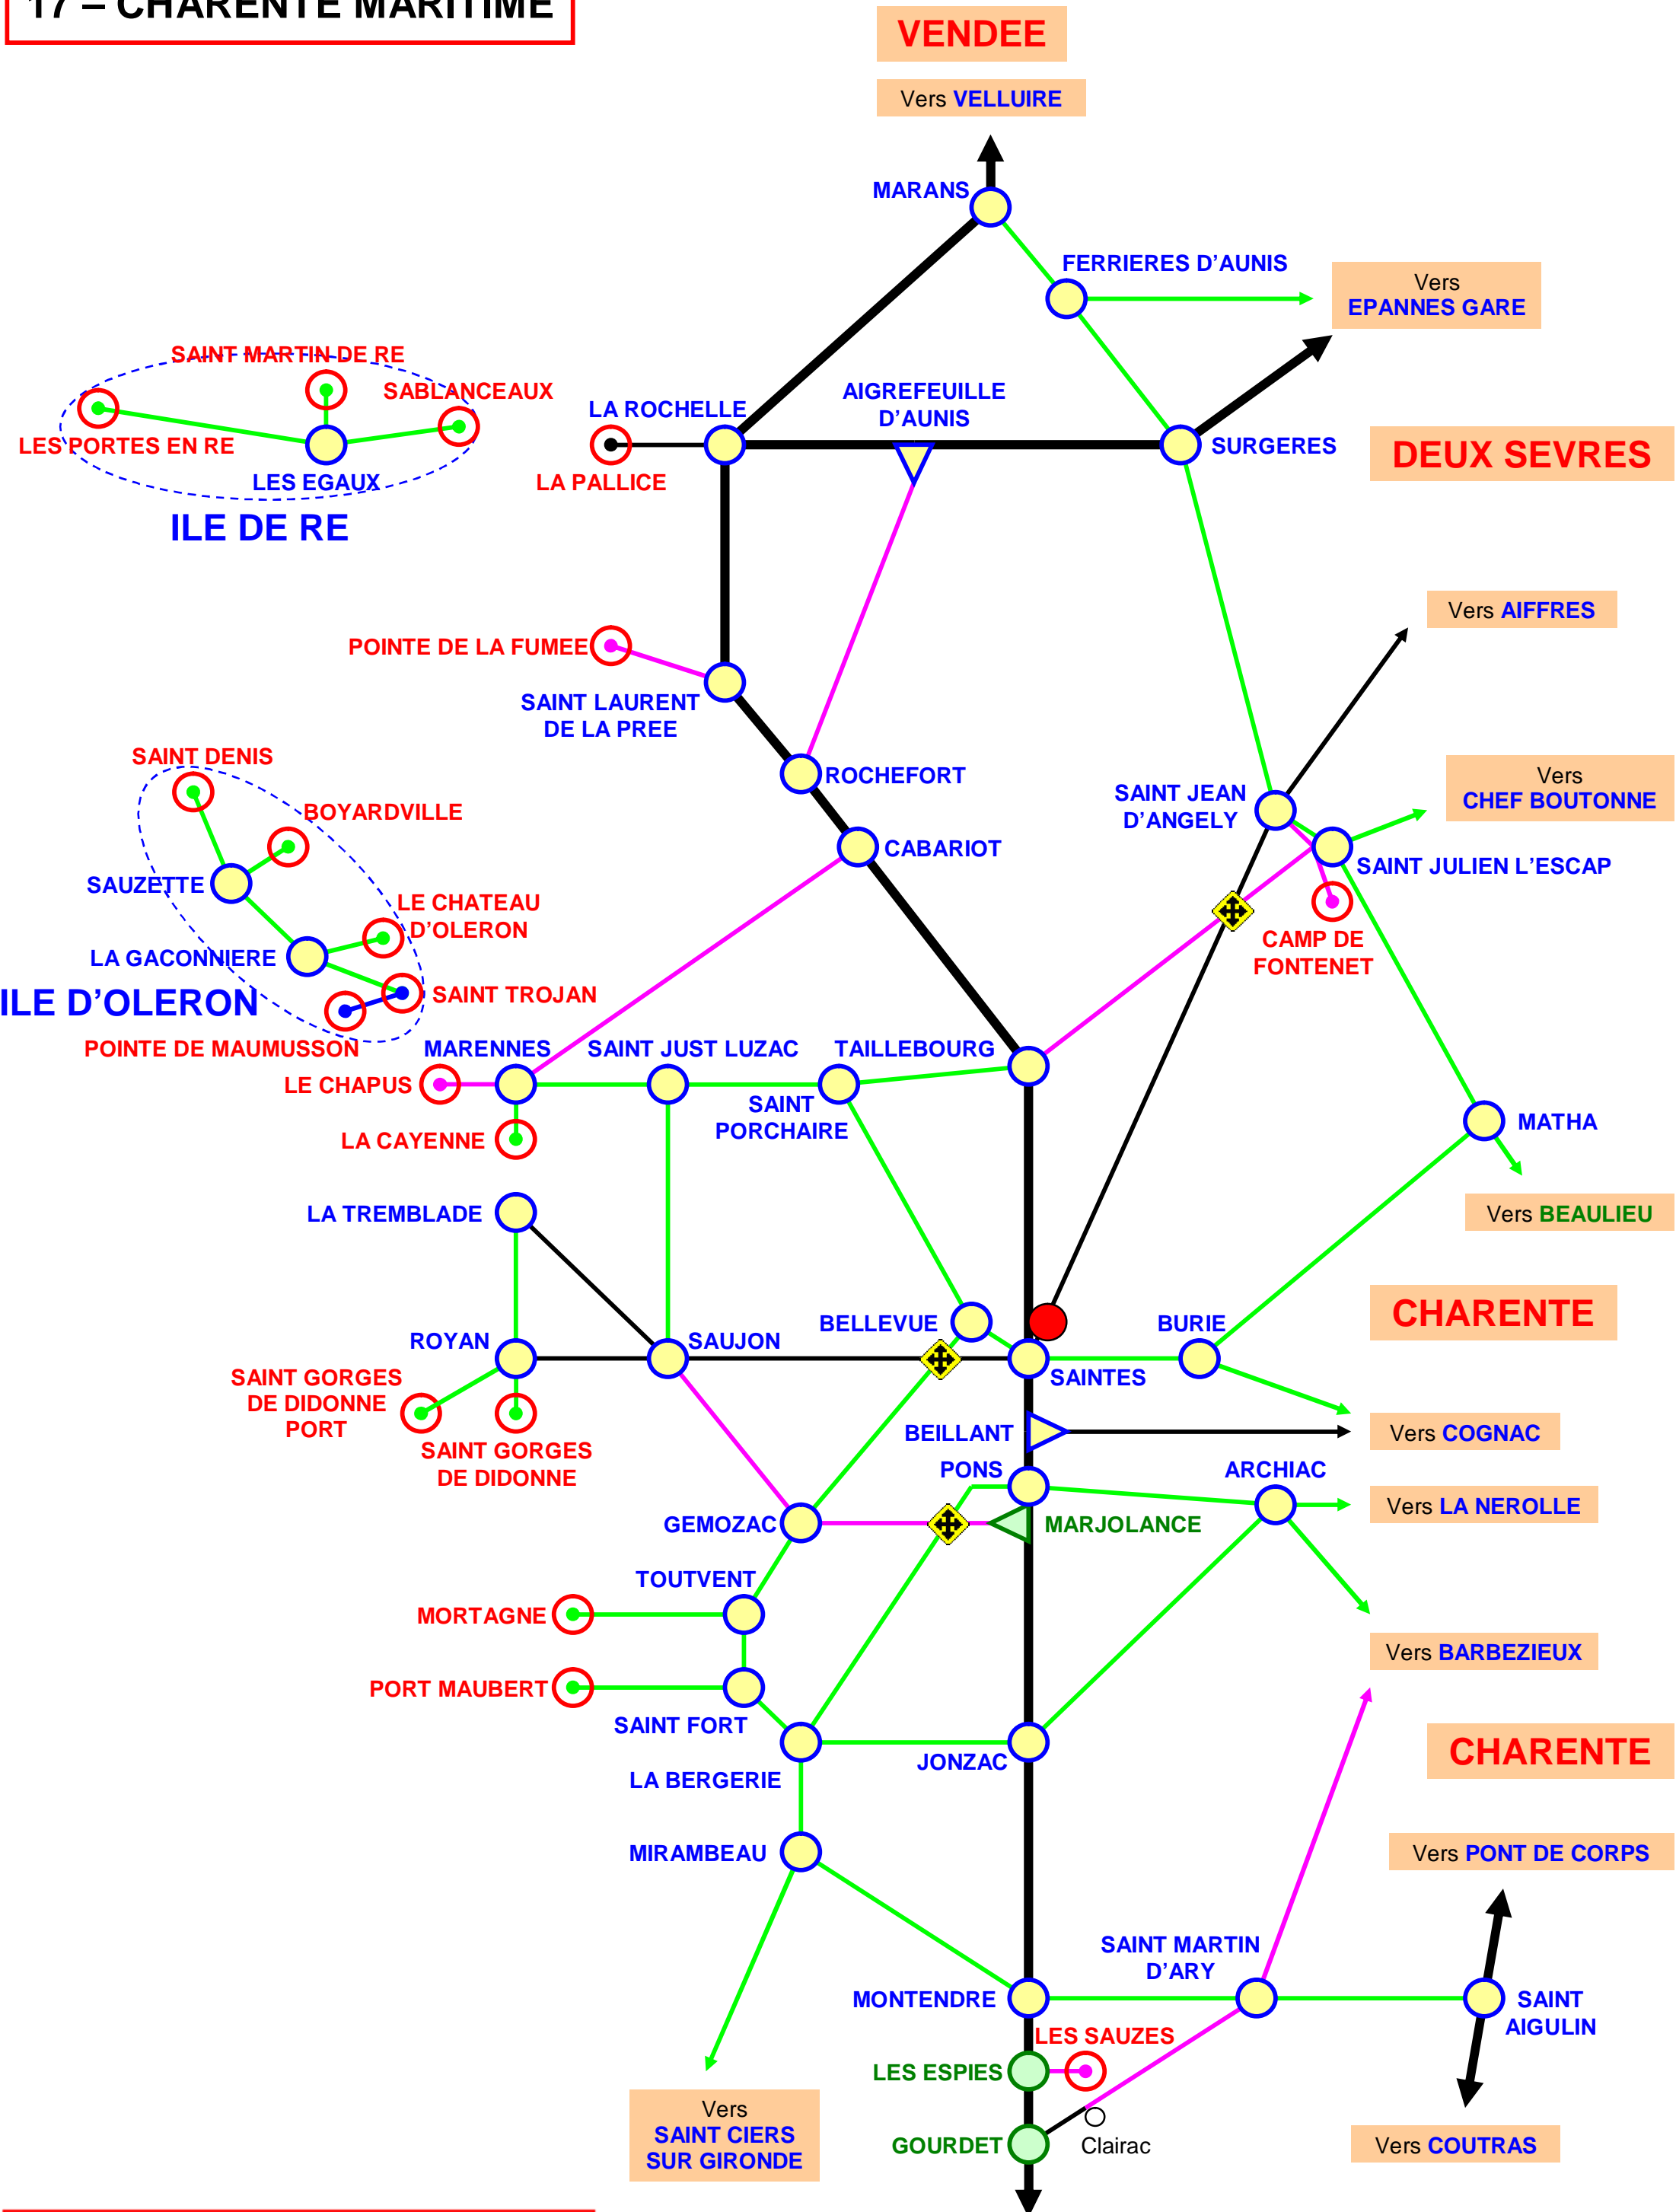 17 – CHARENTE MARITIME
VENDEE
Vers VELLUIRE
MARANS
FERRIERES D’AUNIS
Vers
EPANNES GARE
SAINT MARTIN DE RE
SABLANCEAUX
LES PORTES EN RE
LES EGAUX
ILE DE RE
LA ROCHELLE
AIGREFEUILLE
D’AUNIS
LA PALLICE
SURGERES
DEUX SEVRES
Vers AIFFRES
POINTE DE LA FUMEE
SAINT LAURENT
DE LA PREE
ROCHEFORT
SAINT DENIS
BOYARDVILLE
SAINT JEAN
D’ANGELY
Vers
CHEF BOUTONNE
CABARIOT
SAINT JULIEN L’ESCAP
SAUZETTE
LE CHATEAU
D’OLERON
CAMP DE
FONTENET
LA GACONNIERE
ILE D’OLERON
SAINT TROJAN
POINTE DE MAUMUSSON
MARENNES
SAINT JUST LUZAC
TAILLEBOURG
LE CHAPUS
SAINT
PORCHAIRE
LA CAYENNE
MATHA
Vers BEAULIEU
LA TREMBLADE
CHARENTE
BELLEVUE
BURIE
ROYAN
SAUJON
SAINTES
SAINT GORGES
DE DIDONNE
PORT
SAINT GORGES
DE DIDONNE
BEILLANT
Vers COGNAC
PONS
ARCHIAC
Vers LA NEROLLE
GEMOZAC
MARJOLANCE
TOUTVENT
MORTAGNE
Vers BARBEZIEUX
PORT MAUBERT
SAINT FORT
CHARENTE
JONZAC
LA BERGERIE
MIRAMBEAU
Vers PONT DE CORPS
SAINT MARTIN
D’ARY
MONTENDRE
SAINT
AIGULIN
LES SAUZES
LES ESPIES
Vers
SAINT CIERS
SUR GIRONDE
GOURDET
Clairac
Vers COUTRAS